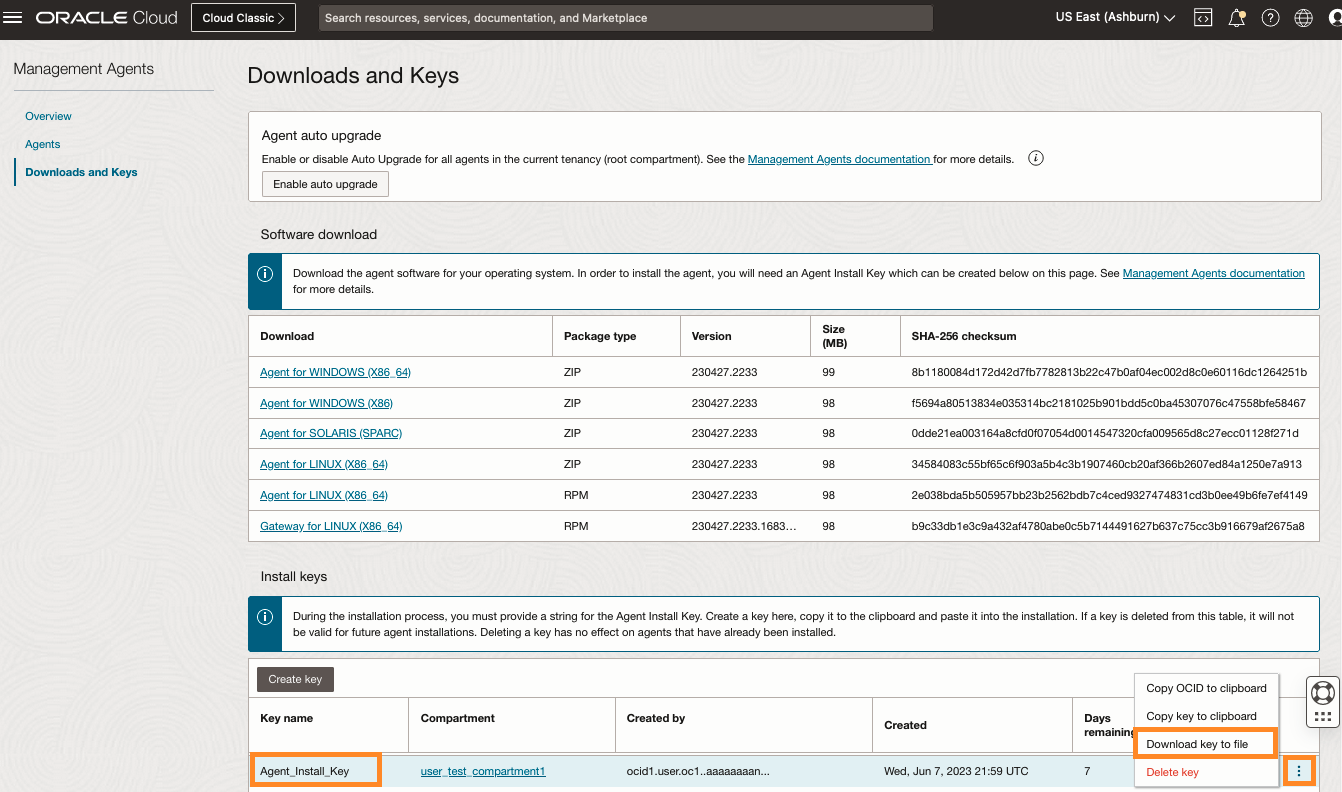 ORACLE Cloud
Cloud Classic
Search resources, services, documentation, and Marketplace
US East (Ashburn)
Management Agents
Overview
Agents
Downloads and Keys
Downloads and Keys
Agent auto upgrade
Enable or disable Auto Upgrade for all agents in the current tenancy (root compartment). See the Management Agents documentation for more details.
Enable auto upgrade
Software download
Download the agent software for your operating system. In order to install the agent, you will need an Agent Install Key which can be created below on this page. See Management Agents documentation
for more details.
Download Package type Version Size (MB) SHA-256 checksum
Agent for WINDOWS (X86_64) ZIP 230427.2233 99 8b1180084d172d42d7fb7782813b22c47b0af04ec002d8c0e60116dc1264251b
Agent for WINDOWS (X86) ZIP 230427.2233 98 f5694a80513834e035314bc2181025b901bdd5c0ba45307076c47558bfe58467
Agent for SOLARIS (SPARC) ZIP 230427.2233 98 0dde21ea003164a8cfd0f07054d0014547320cfa009565d8c27ecc01128f271d
Agent for LINUX (X86_64) ZIP 230427.2233 98 34584083c55bf65c6f903a5b4c3b1907460cb20af366b2607ed84a1250e7a913
Agent for LINUX (X86_64) RPM 230427.2233 98 2e038bda5b505957bb23b2562bdb7c4ced9327474831cd3b0ee49b6fe7ef4149
Gateway for LINUX (X86_64) RPM 230427.2233.1683... 98 b9c33db1e3c9a432af4780abe0c5b7144491627b637c75cc3b916679af2675a8
Install keys
During the installation process, you must provide a string for the Agent Install Key. Create a key here, copy it to the clipboard and paste it into the installation. If a key is deleted from this table, it will not
be valid for future agent installations. Deleting a key has no effect on agents that have already been installed.
Create key
Key name Compartment Created by Created Days remaining
Agent_Install_Key user_test_compartment1 ocid1.user.oc1..aaaaaaaan... Wed, Jun 7, 2023 21:59 UTC 7
Copy OCID to clipboard
Copy key to clipboard
Download key to file
Delete key